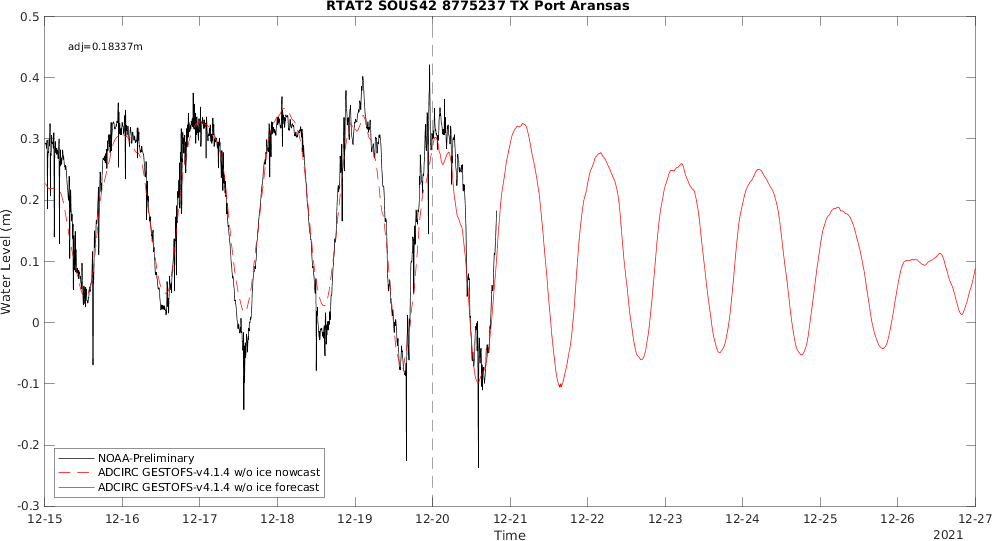 RTAT2 SOUS42 8775237 TX Port Aransas
adj=0.18337m
Water Level (m)
0.5
0.4
0.3
0.2
0.1
0
-0.1
-0.2
-0.3
NOAA-Preliminary
ADCIRC GESTOFS-v4.1.4 w/o ice nowcast
ADCIRC GESTOFS-v4.1.4 w/o ice forecast
12-15 12-16 12-17 12-18 12-19 12-20 12-21 12-22 12-23 12-24 12-25 12-26 12-27
Time
2021